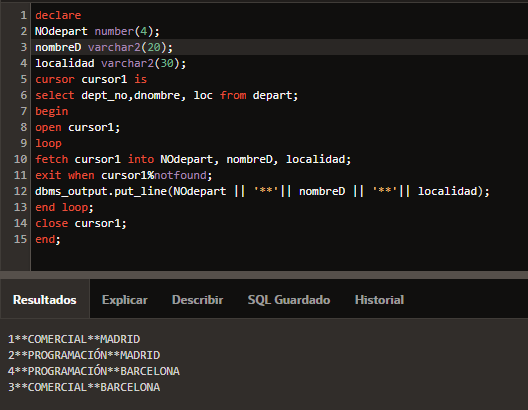 1 declare
2 NOdepart number(4);
3 nombreD varchar2(20);
4 localidad varchar2(30);
5 cursor cursor1 is
6 select dept_no,dnombre, loc from depart;
7 begin
8 open cursor1;
9 loop
10 fetch cursor1 into NOdepart, nombreD, localidad;
11 exit when cursor1%notfound;
12 dbms_output.put_line(NOdepart || '**'|| nombreD || '**'|| localidad);
13 end loop;
14 close cursor1;
15 end;
Resultados Explicar Describir SQL Guardado Historial
1**COMERCIAL**MADRID
2**PROGRAMACIÓN**MADRID
4**PROGRAMACIÓN**BARCELONA
3**COMERCIAL**BARCELONA